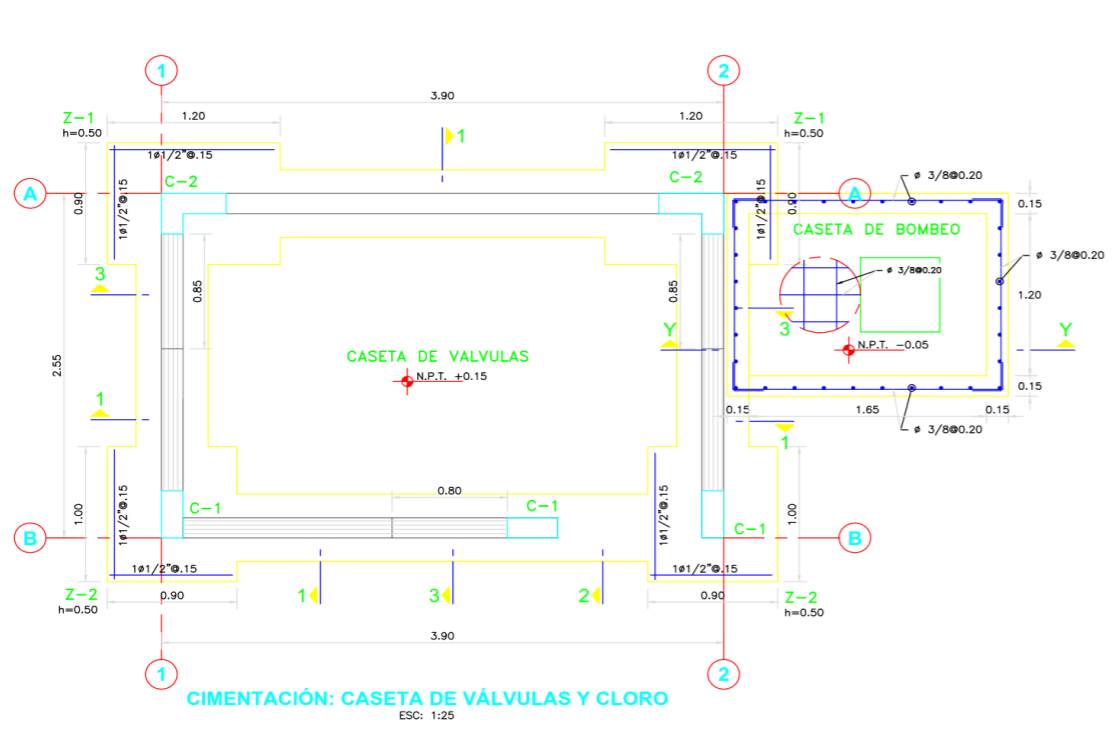 1
2
3.90
1.20
1.20
Z-1
h=0.50
Z-1
h=0.50
1
1ø1/2"@.15
1ø1/2"@.15
C-2
C-2
ø 3/8@0.20
A
A
0.90
1ø1/2"@.15
1ø1/2"@.15
0.90
0.15
CASETA DE BOMBEO
ø 3/8@0.20
3
ø 3/8@0.20
0.85
0.85
1.20
3
Y
Y
N.P.T. -0.05
CASETA DE VALVULAS
N.P.T. +0.15
2.55
0.15
1
0.15
1.65
0.15
ø 3/8@0.20
1
0.80
C-1
C-1
C-1
1.00
1ø1/2"@.15
1ø1/2"@.15
1.00
B
B
1ø1/2"@.15
1ø1/2"@.15
Z-2
h=0.50
0.90
1
3
2
0.90
Z-2
h=0.50
3.90
1
2
CIMENTACIÓN: CASETA DE VÁLVULAS Y CLORO
ESC: 1:25